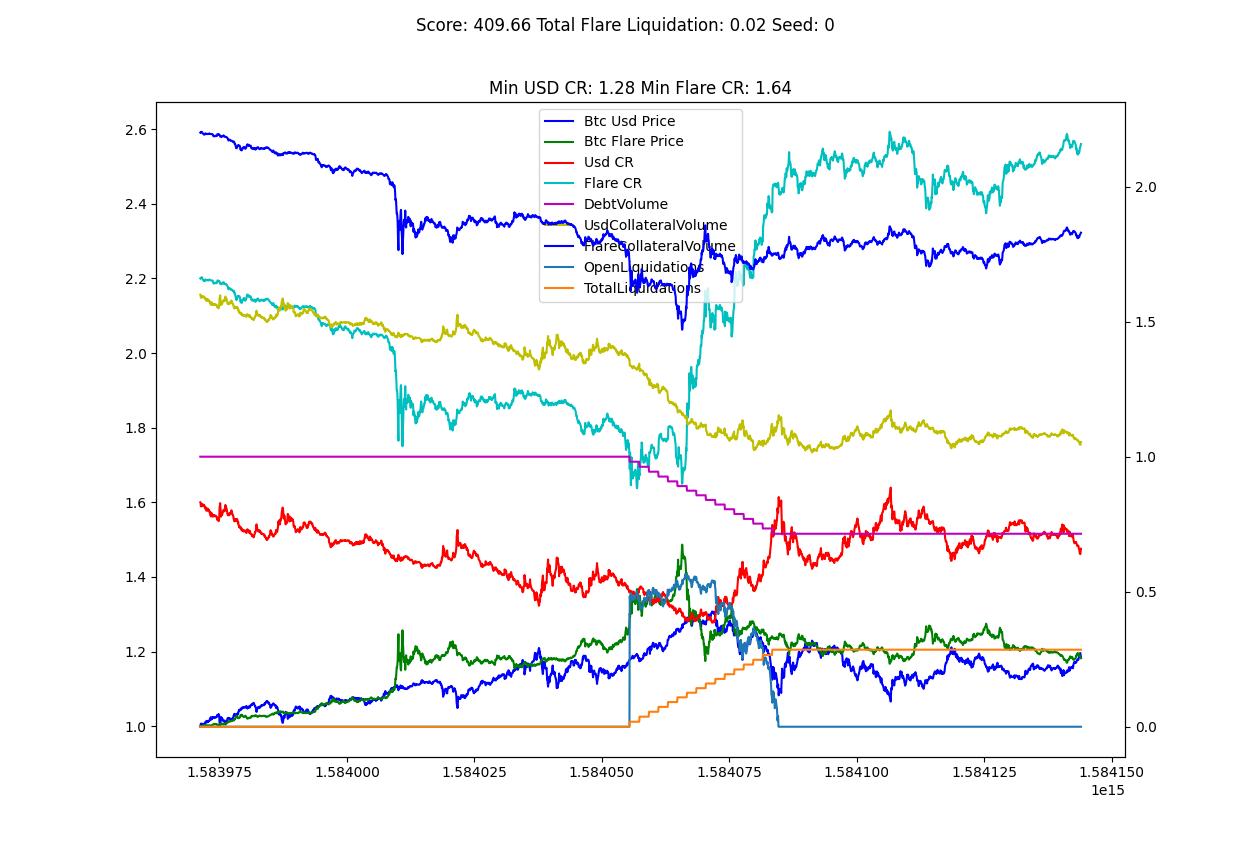 Score: 409.66 Total Flare Liquidation: 0.02 Seed: 0
Min USD CR: 1.28 Min Flare CR: 1.64
Btc Usd Price
Btc Flare Price
Usd CR
Flare CR
DebtVolume
UsdCollateralVolume
FlareCollateralVolume
OpenLiquidations
TotalLiquidations
2.6
2.4
2.2
2.0
1.8
1.6
1.4
1.2
1.0
2.0
1.5
1.0
0.5
0.0
1.583975 1.584000 1.584025 1.584050 1.584075 1.584100 1.584125 1.584150
1e15